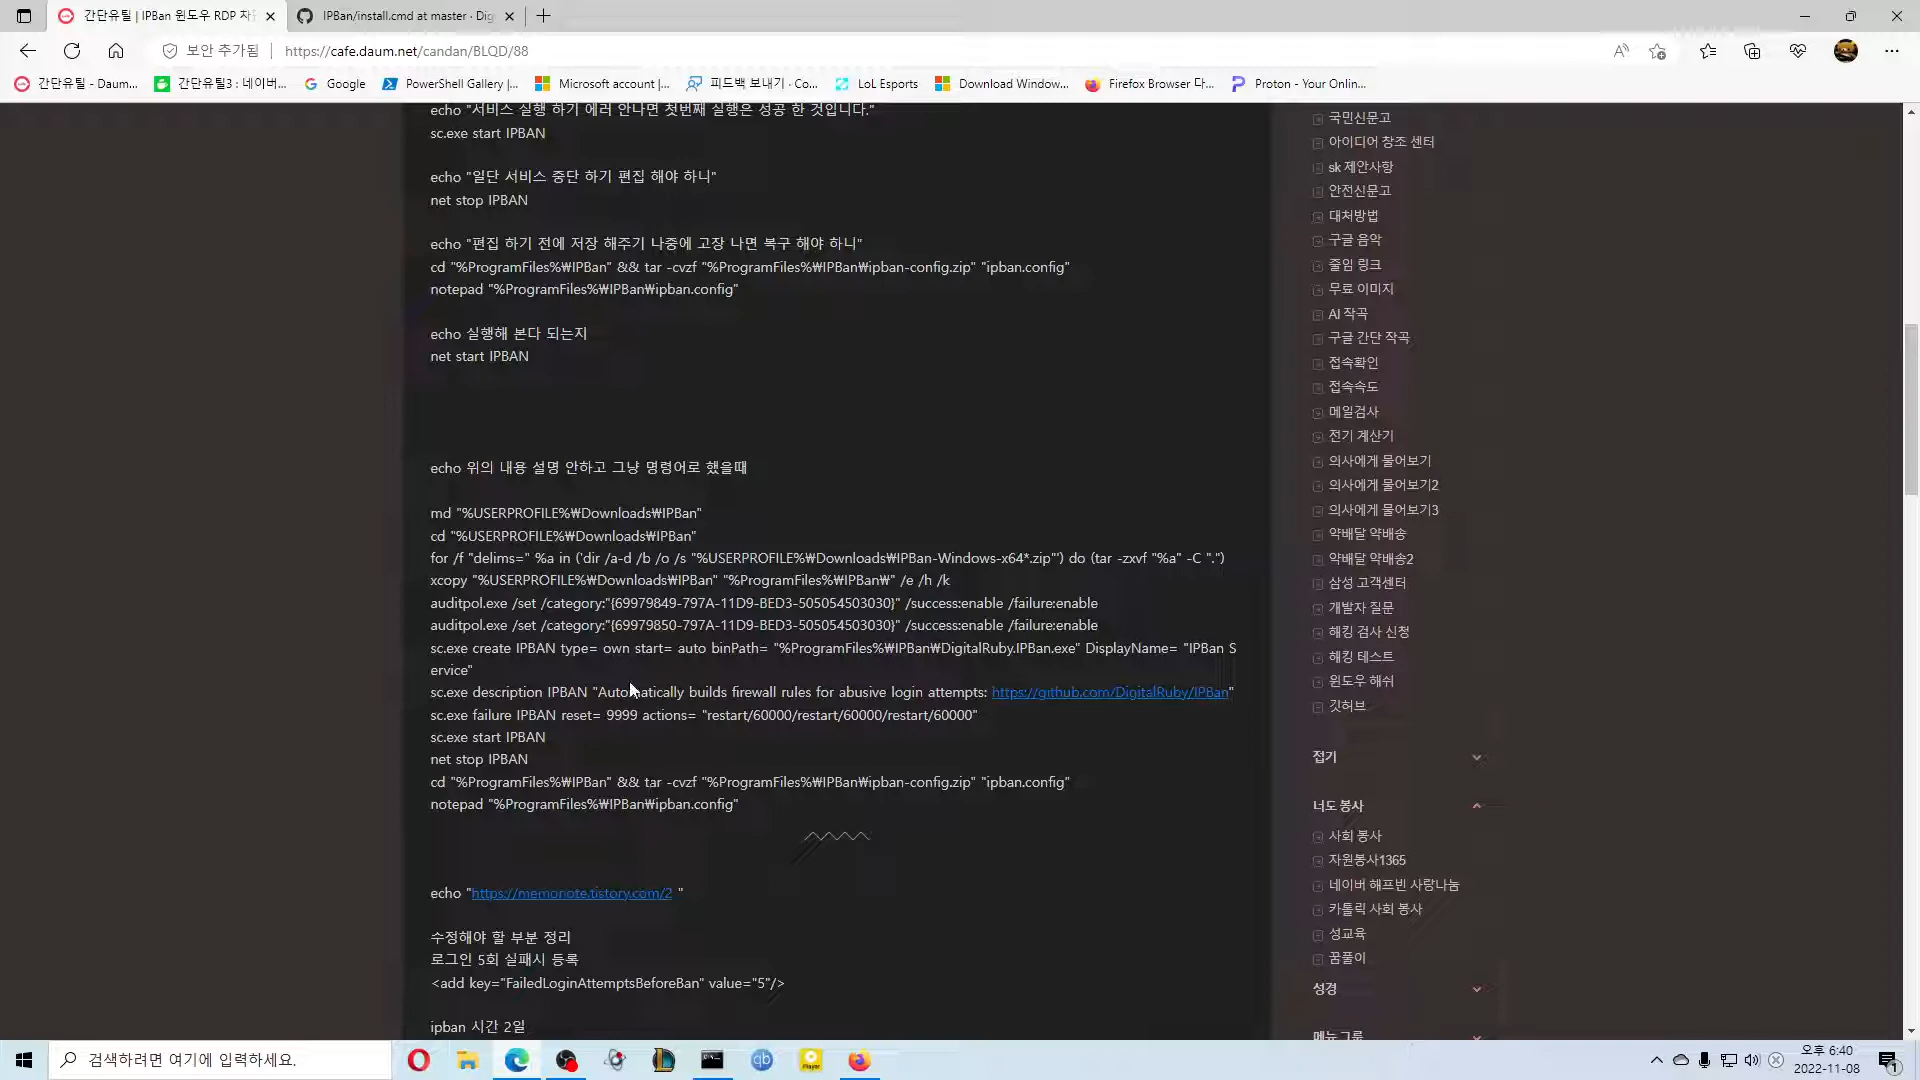 간단유틸 | IPBan 윈도우 RDP 차
IPBan/install.cmd at master · Dig
보안 추가됨
https://cafe.daum.net/candan/BLQD/88
간단유틸 - Daum...
간단유틸3 : 네이버...
Google
PowerShell Gallery |...
Microsoft account |...
피드백 보내기 · Co...
LoL Esports
Download Window...
Firefox Browser 다...
Proton - Your Onlin...
echo "서비스 실행 하기 에러 안나면 첫번째 실행은 성공 한 것입니다."
sc.exe start IPBAN
echo "일단 서비스 중단 하기 편집 해야 하니"
net stop IPBAN
echo "편집 하기 전에 저장 해주기 나중에 고장 나면 복구 해야 하니"
cd "%ProgramFiles%₩IPBan" && tar -cvzf "%ProgramFiles%₩IPBan₩ipban-config.zip" "ipban.config"
notepad "%ProgramFiles%₩IPBan₩ipban.config"
echo 실행해 본다 되는지
net start IPBAN
echo 위의 내용 설명 안하고 그냥 명령어로 했을때
md "%USERPROFILE%₩Downloads₩IPBan"
cd "%USERPROFILE%₩Downloads₩IPBan"
for /f "delims=" %a in ('dir /a-d /b /o /s "%USERPROFILE%₩Downloads₩IPBan-Windows-x64*.zip"') do (tar -zxvf "%a" -C ".")
xcopy "%USERPROFILE%₩Downloads₩IPBan" "%ProgramFiles%₩IPBan₩" /e /h /k
auditpol.exe /set /category:"{69979849-797A-11D9-BED3-505054503030}" /success:enable /failure:enable
auditpol.exe /set /category:"{69979850-797A-11D9-BED3-505054503030}" /success:enable /failure:enable
sc.exe create IPBAN type= own start= auto binPath= "%ProgramFiles%₩IPBan₩DigitalRuby.IPBan.exe" DisplayName= "IPBan S
ervice"
sc.exe description IPBAN "Automatically builds firewall rules for abusive login attempts: https://github.com/DigitalRuby/IPBan"
sc.exe failure IPBAN reset= 9999 actions= "restart/60000/restart/60000/restart/60000"
sc.exe start IPBAN
net stop IPBAN
cd "%ProgramFiles%₩IPBan" && tar -cvzf "%ProgramFiles%₩IPBan₩ipban-config.zip" "ipban.config"
notepad "%ProgramFiles%₩IPBan₩ipban.config"
echo "https://memonote.tistory.com/2 "
수정해야 할 부분 정리
로그인 5회 실패시 등록
<add key="FailedLoginAttemptsBeforeBan" value="5"/>
ipban 시간 2일
국민신문고
아이디어 창조 센터
sk 제안사항
안전신문고
대처방법
구글 음악
줄임 링크
무료 이미지
AI 작곡
구글 간단 작곡
접속확인
접속속도
메일검사
전기 계산기
의사에게 물어보기
의사에게 물어보기2
의사에게 물어보기3
약배달 약배송
약배달 약배송2
삼성 고객센터
개발자 질문
해킹 검사 신청
해킹 테스트
윈도우 해쉬
깃허브
접기
너도 봉사
사회 봉사
자원봉사1365
네이버 해프빈 사랑나눔
카톨릭 사회 봉사
성교육
꿈풀이
성경
메뉴 그룹
검색하려면 여기에 입력하세요.
오후 6:40
2022-11-08